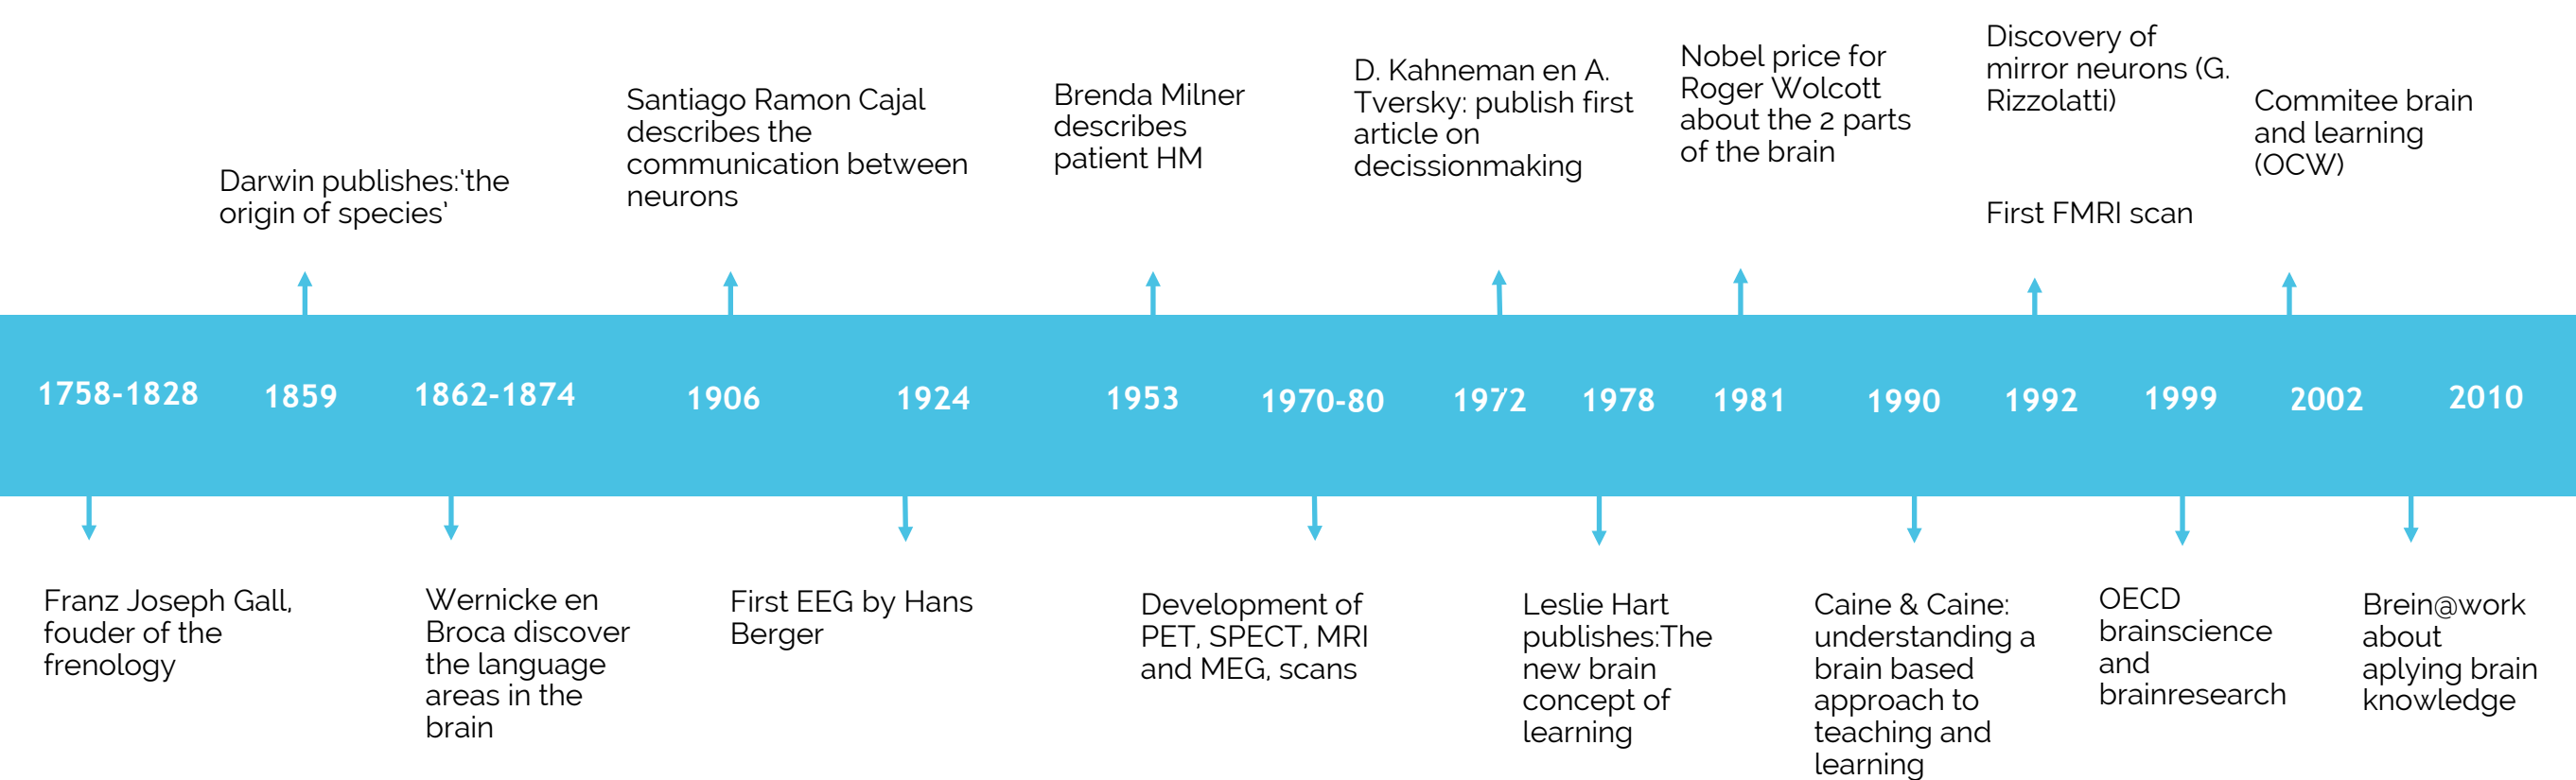 Darwin publishes:‘the
origin of species’
Santiago Ramon Cajal
describes the
communication between
neurons
Brenda Milner
describes
patient HM
D. Kahneman en A.
Tversky: publish first
article on
decissionmaking
Nobel price for
Roger Wolcott
about the 2 parts
of the brain
Discovery of
mirror neurons (G.
Rizzolatti)
First FMRI scan
Commitee brain
and learning
(OCW)
1758-1828
1859
1862-1874
1906
1924
1953
1970-80
1972
1978
1981
1990
1992
1999
2002
2010
Franz Joseph Gall,
fouder of the
frenology
Wernicke en
Broca discover
the language
areas in the
brain
First EEG by Hans
Berger
Development of
PET, SPECT, MRI
and MEG, scans
Leslie Hart
publishes:The
new brain
concept of
learning
Caine & Caine:
understanding a
brain based
approach to
teaching and
learning
OECD
brainscience
and
brainresearch
Brein@work
about
aplying brain
knowledge